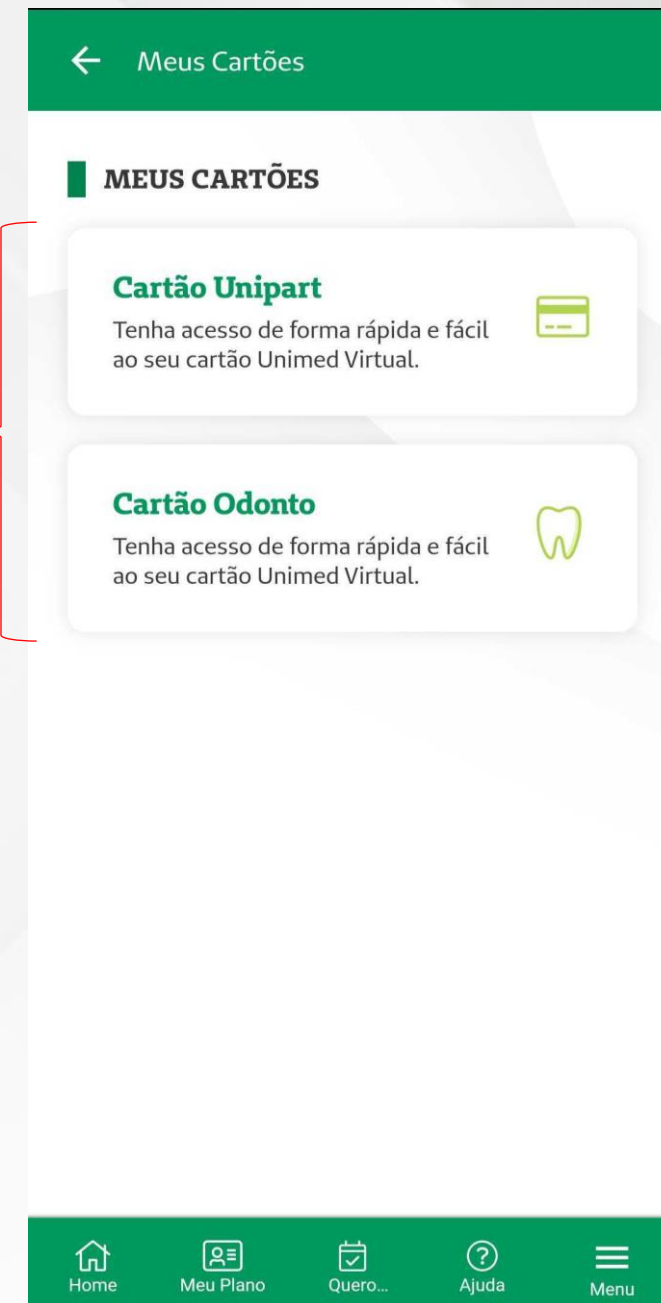 Meus Cartões
MEUS CARTÕES
Cartão Unipart
Tenha acesso de forma rápida e fácil
ao seu cartão Unimed Virtual.
Cartão Odonto
Tenha acesso de forma rápida e fácil
ao seu cartão Unimed Virtual.
Home Meu Plano Quero... Ajuda Menu